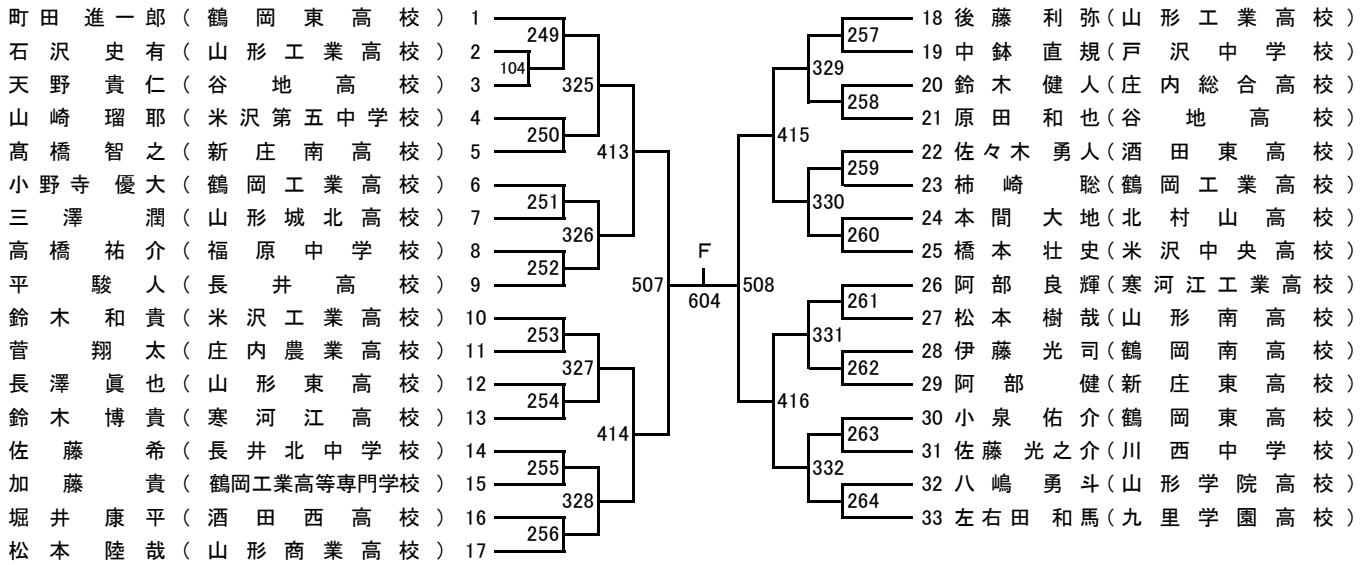 町田進一郎 (鶴岡東高校) 1
石沢史有 (山形工業高校) 2
天野貴仁 (谷地高校) 3
山崎瑠耶 (米沢第五中学校) 4
髙橋智之 (新庄南高校) 5
小野寺優大 (鶴岡工業高校) 6
三澤潤 (山形城北高校) 7
高橋祐介 (福原中学校) 8
平駿人 (長井高校) 9
鈴木和貴 (米沢工業高校) 10
菅翔太 (庄内農業高校) 11
長澤眞也 (山形東高校) 12
鈴木博貴 (寒河江高校) 13
佐藤希 (長井北中学校) 14
加藤貴 (鶴岡工業高等専門学校) 15
堀井康平 (酒田西高校) 16
松本陸哉 (山形商業高校) 17
249
104
325
250
413
251
326
252
507
253
327
254
414
255
328
256
F
604
508
257
329
258
415
259
330
260
261
331
262
416
263
332
264
18 後藤利弥 (山形工業高校)
19 中鉢直規 (戸沢中学校)
20 鈴木健人 (庄内総合高校)
21 原田和也 (谷地高校)
22 佐々木勇人 (酒田東高校)
23 柿崎聡 (鶴岡工業高校)
24 本間大地 (北村山高校)
25 橋本壮史 (米沢中央高校)
26 阿部良輝 (寒河江工業高校)
27 松本樹哉 (山形南高校)
28 伊藤光司 (鶴岡南高校)
29 阿部健 (新庄東高校)
30 小泉佑介 (鶴岡東高校)
31 佐藤光之介 (川西中学校)
32 八嶋勇斗 (山形学院高校)
33 左右田和馬 (九里学園高校)